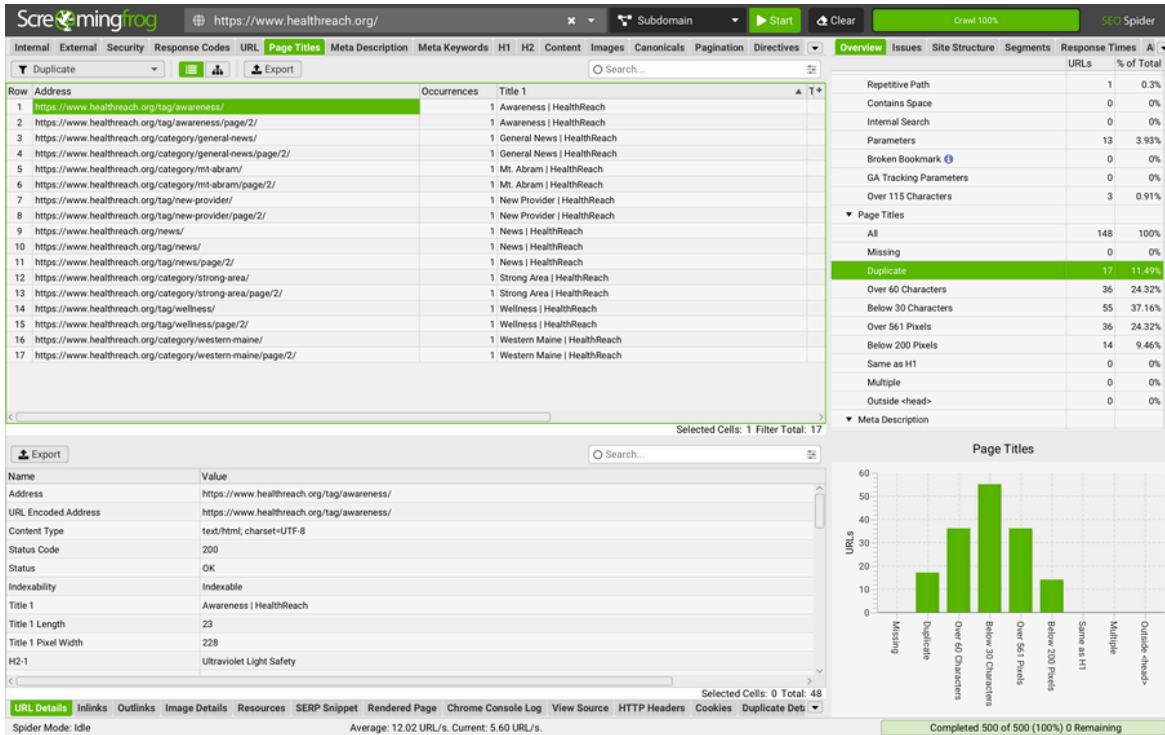 Screamingfrog https://www.healthreach.org/ Subdomain Start Clear Crawl 100% SEO Spider
Internal External Security Response Codes URL Page Titles Meta Description Meta Keywords H1 H2 Content Images Canonicals Pagination Directives
Overview Issues Site Structure Segments Response Times A
Duplicate Export Search...
URLs % of Total
Row Address Occurrences Title 1 T
1 https://www.healthreach.org/tag/awareness/ 1 Awareness | HealthReach
2 https://www.healthreach.org/tag/awareness/page/2/ 1 Awareness | HealthReach
3 https://www.healthreach.org/category/general-news/ 1 General News | HealthReach
4 https://www.healthreach.org/category/general-news/page/2/ 1 General News | HealthReach
5 https://www.healthreach.org/category/mt-abram/ 1 Mt. Abram | HealthReach
6 https://www.healthreach.org/category/mt-abram/page/2/ 1 Mt. Abram | HealthReach
7 https://www.healthreach.org/tag/new-provider/ 1 New Provider | HealthReach
8 https://www.healthreach.org/tag/new-provider/page/2/ 1 New Provider | HealthReach
9 https://www.healthreach.org/news/ 1 News | HealthReach
10 https://www.healthreach.org/tag/news/ 1 News | HealthReach
11 https://www.healthreach.org/tag/news/page/2/ 1 News | HealthReach
12 https://www.healthreach.org/category/strong-area/ 1 Strong Area | HealthReach
13 https://www.healthreach.org/category/strong-area/page/2/ 1 Strong Area | HealthReach
14 https://www.healthreach.org/tag/wellness/ 1 Wellness | HealthReach
15 https://www.healthreach.org/tag/wellness/page/2/ 1 Wellness | HealthReach
16 https://www.healthreach.org/category/western-maine/ 1 Western Maine | HealthReach
17 https://www.healthreach.org/category/western-maine/page/2/ 1 Western Maine | HealthReach
Selected Cells: 1 Filter Total: 17
Repetitive Path 1 0.3%
Contains Space 0 0%
Internal Search 0 0%
Parameters 13 3.93%
Broken Bookmark 0 0%
GA Tracking Parameters 0 0%
Over 115 Characters 3 0.91%
Page Titles
All 148 100%
Missing 0 0%
Duplicate 17 11.49%
Over 60 Characters 36 24.32%
Below 30 Characters 55 37.16%
Over 561 Pixels 36 24.32%
Below 200 Pixels 14 9.46%
Same as H1 0 0%
Multiple 0 0%
Outside <head> 0 0%
Meta Description
Export Search...
Name Value
Address https://www.healthreach.org/tag/awareness/
URL Encoded Address https://www.healthreach.org/tag/awareness/
Content Type text/html; charset=UTF-8
Status Code 200
Status OK
Indexability Indexable
Title 1 Awareness | HealthReach
Title 1 Length 23
Title 1 Pixel Width 228
H2-1 Ultraviolet Light Safety
Selected Cells: 0 Total: 48
Page Titles
URLs
60
50
40
30
20
10
0
Missing
Duplicate
Over 60 Characters
Below 30 Characters
Over 561 Pixels
Below 200 Pixels
Same as H1
Multiple
Outside <head>
URL Details Inlinks Outlinks Image Details Resources SERP Snippet Rendered Page Chrome Console Log View Source HTTP Headers Cookies Duplicate Deta
Spider Mode: Idle Average: 12.02 URL/s. Current: 5.60 URL/s. Completed 500 of 500 (100%) 0 Remaining